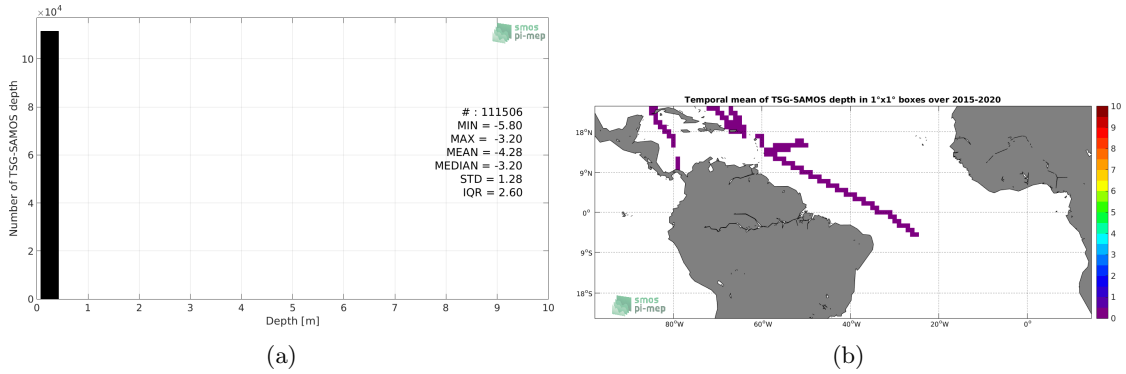 ×10⁴
smos
pi-mep
10
8
6
4
2
0
Number of TSG-SAMOS depth
# : 111506
MIN = -5.80
MAX = -3.20
MEAN = -4.28
MEDIAN = -3.20
STD = 1.28
IQR = 2.60
0 1 2 3 4 5 6 7 8 9 10
Depth [m]
(a)
Temporal mean of TSG-SAMOS depth in 1°x1° boxes over 2015-2020
18°N
9°N
0°
9°S
18°S
80°W 60°W 40°W 20°W 0°
smos
pi-mep
10
9
8
7
6
5
4
3
2
1
0
(b)